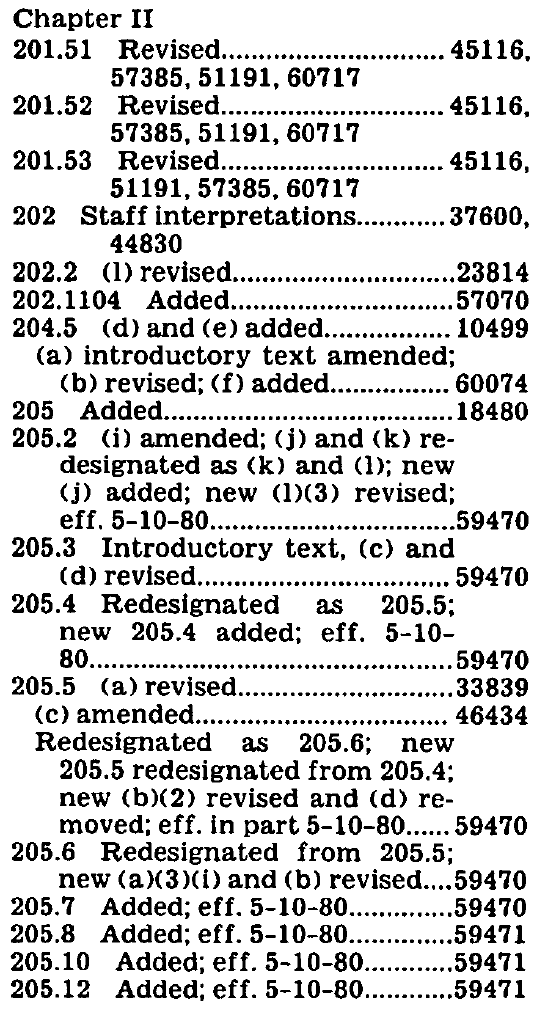 Chapter II
201.51 Revised............................. 45116,
57385, 51191, 60717
201.52 Revised............................. 45116,
57385, 51191, 60717
201.53 Revised............................. 45116,
51191, 57385, 60717
202 Staff interpretations............ 37600,
44830
202.2 (l) revised.............................23814
202.1104 Added.......................... 57070
204.5 (d) and (e) added................ 10499
(a) introductory text amended;
(b) revised; (f) added............... 60074
205 Added......................................18480
205.2 (i) amended; (j) and (k) re-
designated as (k) and (l); new
(j) added; new (l)(3) revised;
eff. 5-10-80................................59470
205.3 Introductory text, (c) and
(d) revised................................. 59470
205.4 Redesignated as 205.5;
new 205.4 added; eff. 5-10-
80................................................59470
205.5 (a) revised............................33839
(c) amended................................. 46434
Redesignated as 205.6; new
205.5 redesignated from 205.4;
new (b)(2) revised and (d) re-
moved; eff. in part 5-10-80......59470
205.6 Redesignated from 205.5;
new (a)(3)(i) and (b) revised....59470
205.7 Added; eff. 5-10-80..............59470
205.8 Added; eff. 5-10-80..............59471
205.10 Added; eff. 5-10-80............59471
205.12 Added; eff. 5-10-80............59471